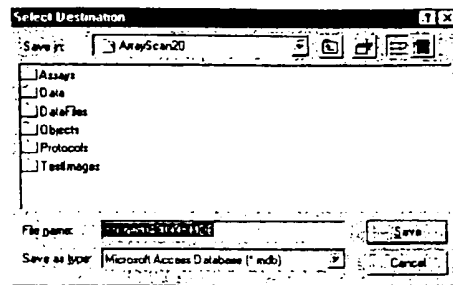 Select Destination
Save in: ArrayScan20
Assays
Data
DataFiles
Objects
Protocols
TestImages
File name:
Save
Save as type: Microsoft Access Database (*.mdb)
Cancel